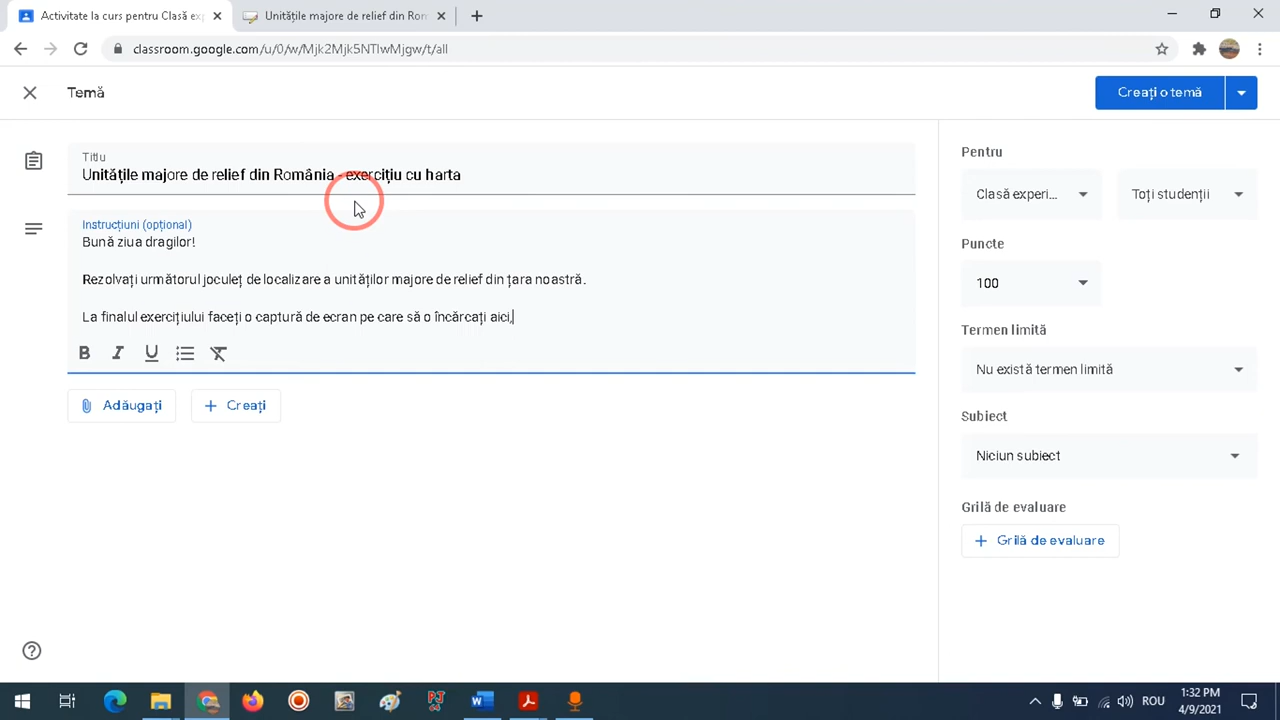 Activitate la curs pentru Clasă exp
Unitățile majore de relief din Rom
classroom.google.com/u/0/w/Mjk2Mjk5NTIwMjgw/t/all
Temă
Creați o temă
Titlu
Unitățile majore de relief din România - exercițiu cu harta
Instrucțiuni (opțional)
Bună ziua dragilor!
Rezolvați următorul joculeț de localizare a unităților majore de relief din țara noastră.
La finalul exercițiului faceți o captură de ecran pe care să o încărcați aici,
B I U
Adăugați
Creați
Pentru
Clasă experi...
Toți studenții
Puncte
100
Termen limită
Nu există termen limită
Subiect
Niciun subiect
Grilă de evaluare
Grilă de evaluare
ROU
1:32 PM
4/9/2021